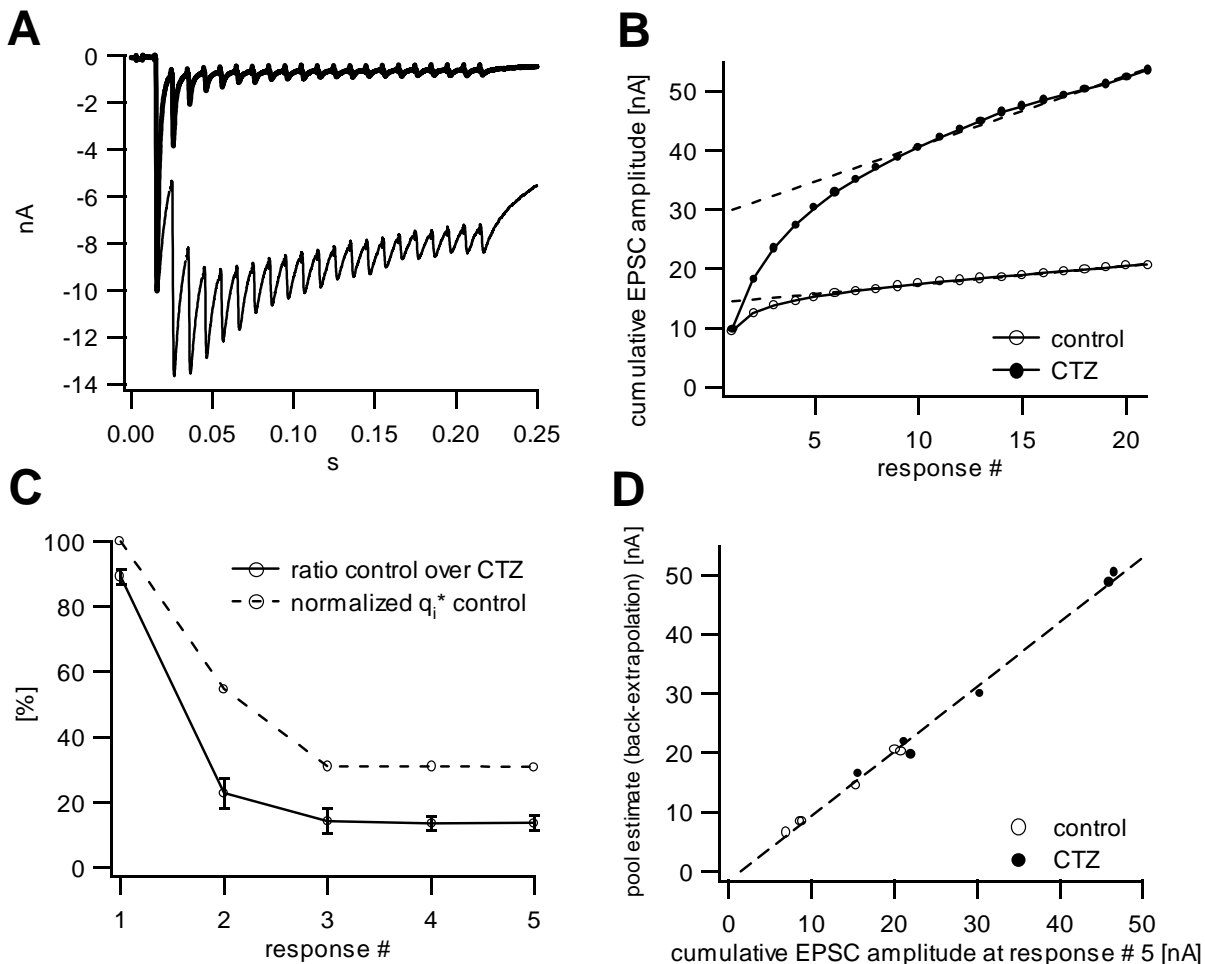 A
0
-2
-4
-6
-8
-10
-12
-14
nA
0.00 0.05 0.10 0.15 0.20 0.25
s
B
50
40
30
20
10
0
cumulative EPSC amplitude [nA]
control
CTZ
5 10 15 20
response #
C
100
80
60
40
20
0
[%]
ratio control over CTZ
normalized qi* control
1 2 3 4 5
response #
D
50
40
30
20
10
0
pool estimate (back-extrapolation) [nA]
control
CTZ
0 10 20 30 40 50
cumulative EPSC amplitude at response # 5 [nA]